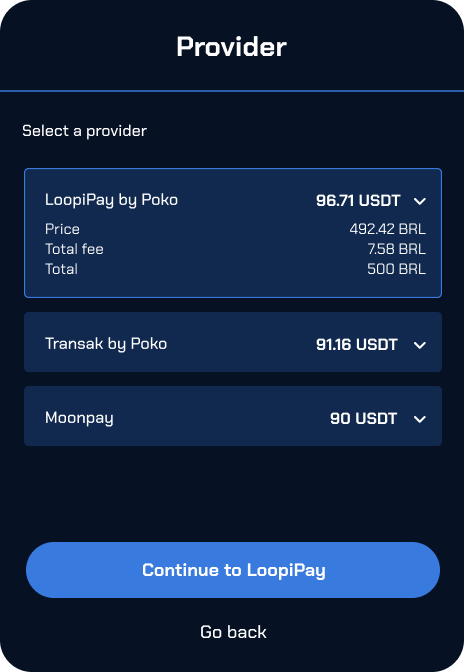 Provider
Select a provider
LoopiPay by Poko 96.71 USDT
Price 492.42 BRL
Total fee 7.58 BRL
Total 500 BRL
Transak by Poko 91.16 USDT
Moonpay 90 USDT
Continue to LoopiPay
Go back